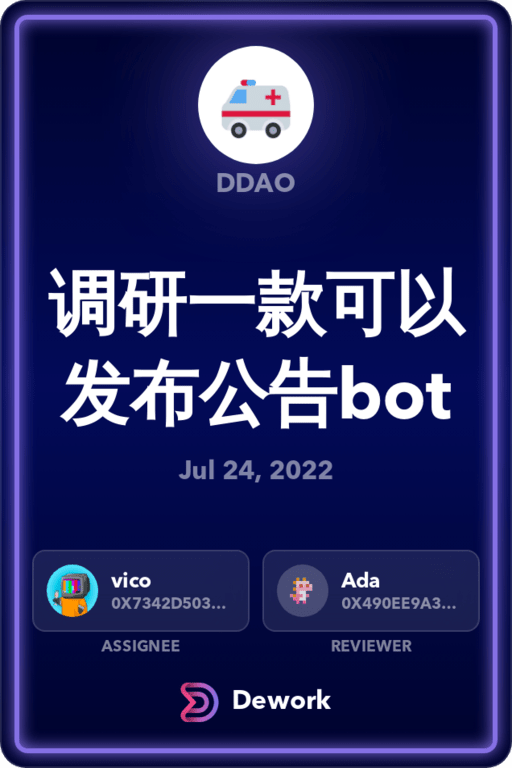 DDAO
调研一款可以
发布公告bot
Jul 24, 2022
vico
0X7342D503...
Ada
0X490EE9A3...
ASSIGNEE
REVIEWER
Dework